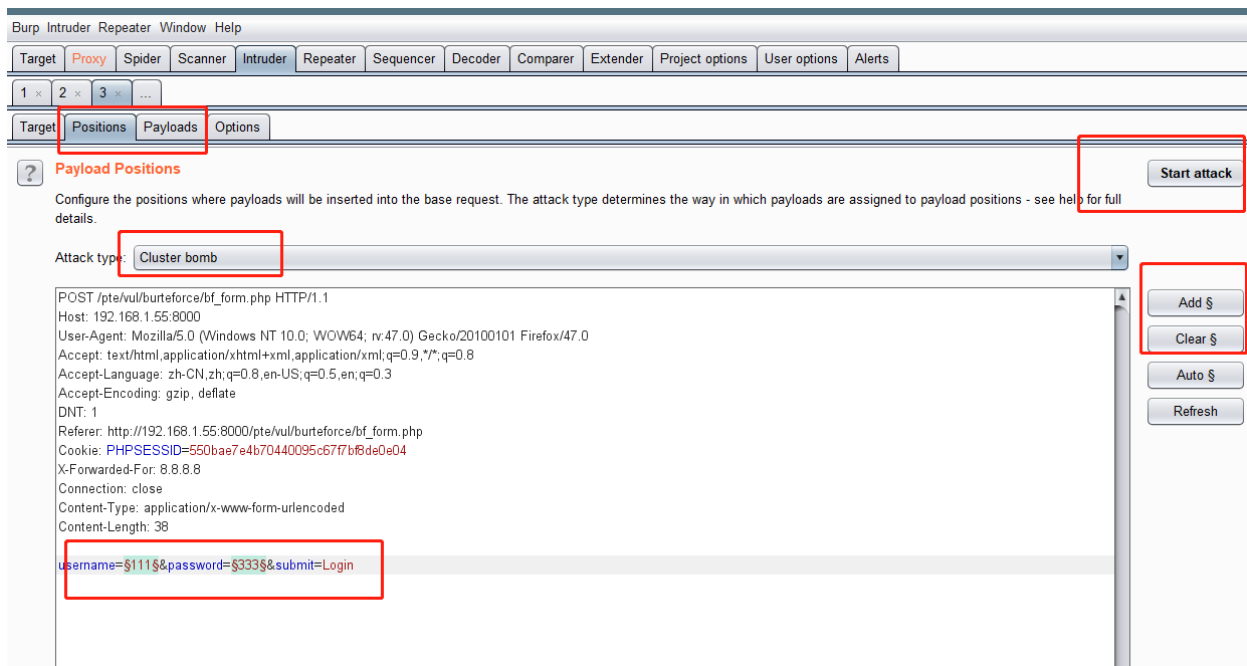 Burp Intruder Repeater Window Help
Target Proxy Spider Scanner Intruder Repeater Sequencer Decoder Comparer Extender Project options User options Alerts
1 × 2 × 3 × ...
Target Positions Payloads Options
? Payload Positions
Start attack
Configure the positions where payloads will be inserted into the base request. The attack type determines the way in which payloads are assigned to payload positions - see help for full
details.
Attack type: Cluster bomb
POST /pte/vul/burteforce/bf_form.php HTTP/1.1
Host: 192.168.1.55:8000
User-Agent: Mozilla/5.0 (Windows NT 10.0; WOW64; rv:47.0) Gecko/20100101 Firefox/47.0
Accept: text/html,application/xhtml+xml,application/xml;q=0.9,*/*;q=0.8
Accept-Language: zh-CN,zh;q=0.8,en-US;q=0.5,en;q=0.3
Accept-Encoding: gzip, deflate
DNT: 1
Referer: http://192.168.1.55:8000/pte/vul/burteforce/bf_form.php
Cookie: PHPSESSID=550bae7e4b70440095c67f7bf8de0e04
X-Forwarded-For: 8.8.8.8
Connection: close
Content-Type: application/x-www-form-urlencoded
Content-Length: 38
username=§111§&password=§333§&submit=Login
Add §
Clear §
Auto §
Refresh